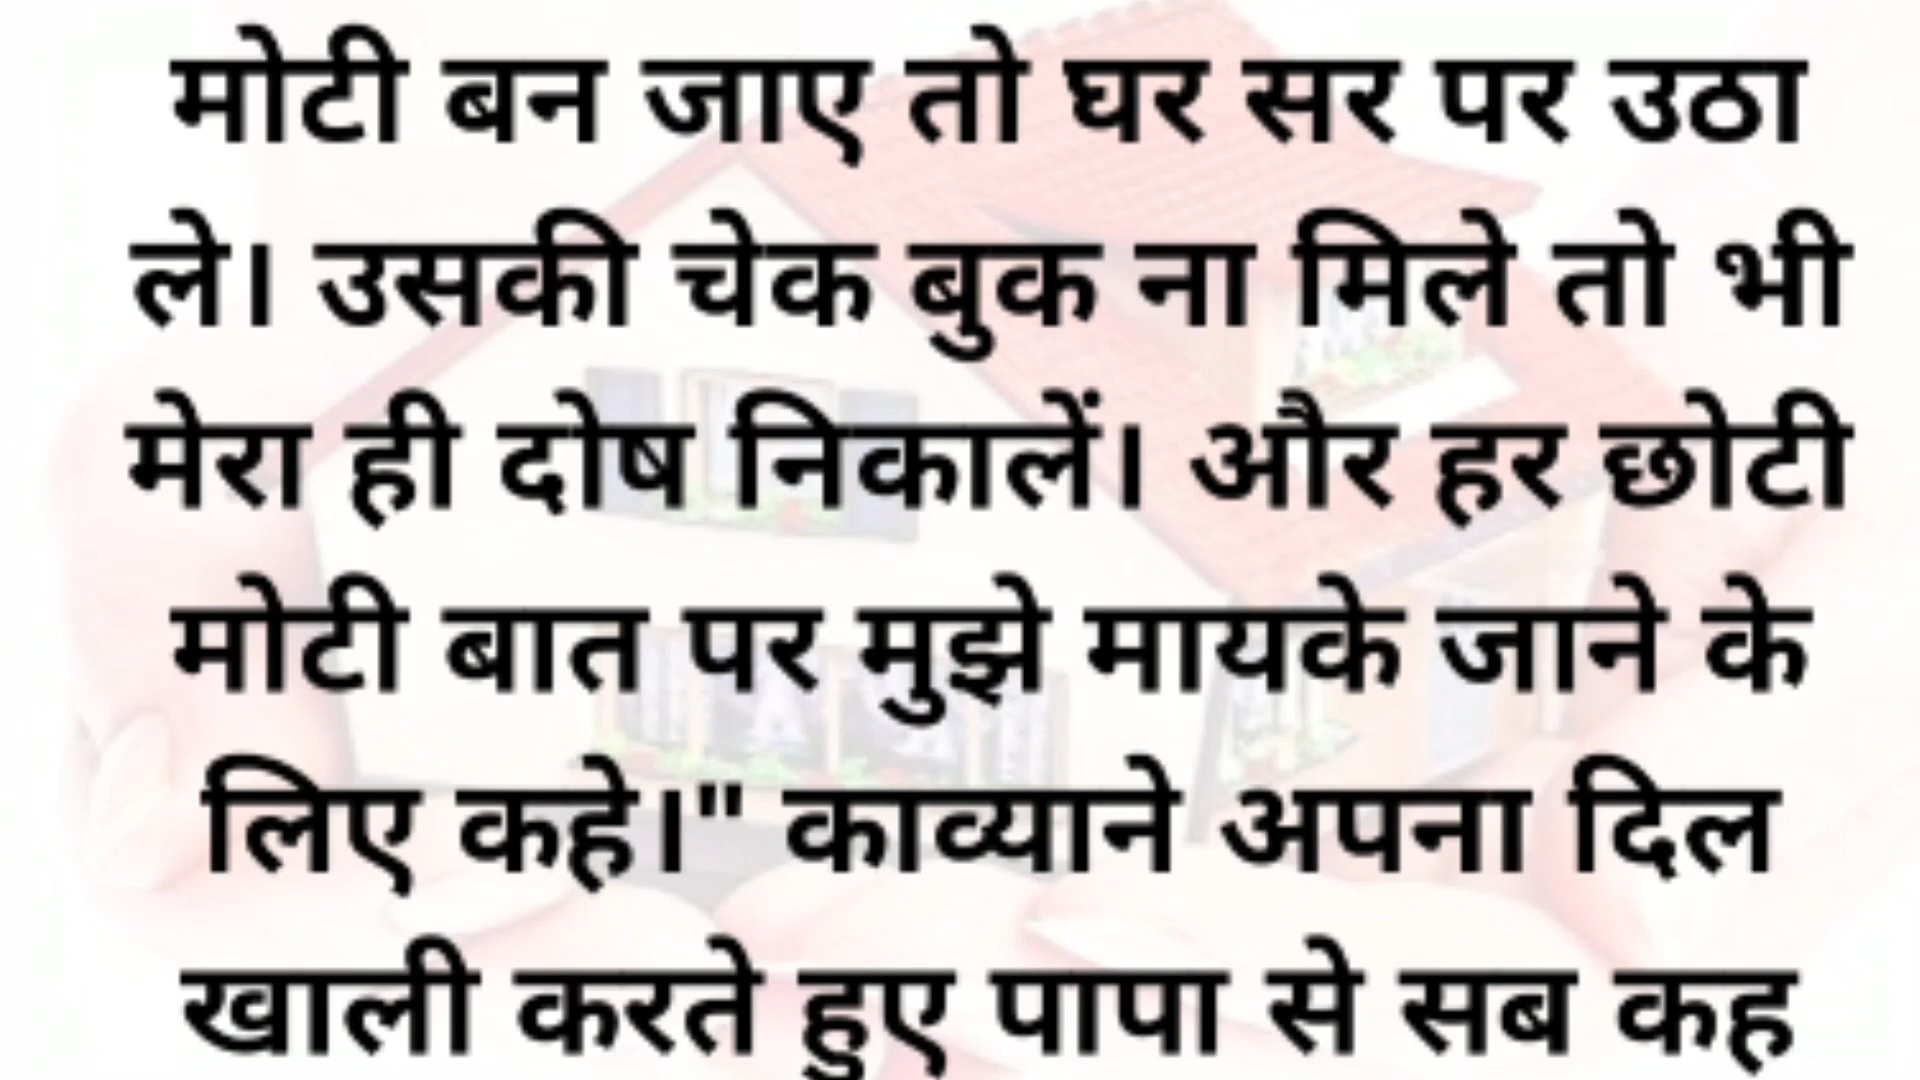 मोटी बन जाए तो घर सर पर उठा
ले। उसकी चेक बुक ना मिले तो भी
मेरा ही दोष निकालें। और हर छोटी
मोटी बात पर मुझे मायके जाने के
लिए कहे।" काव्याने अपना दिल
खाली करते हुए पापा से सब कह